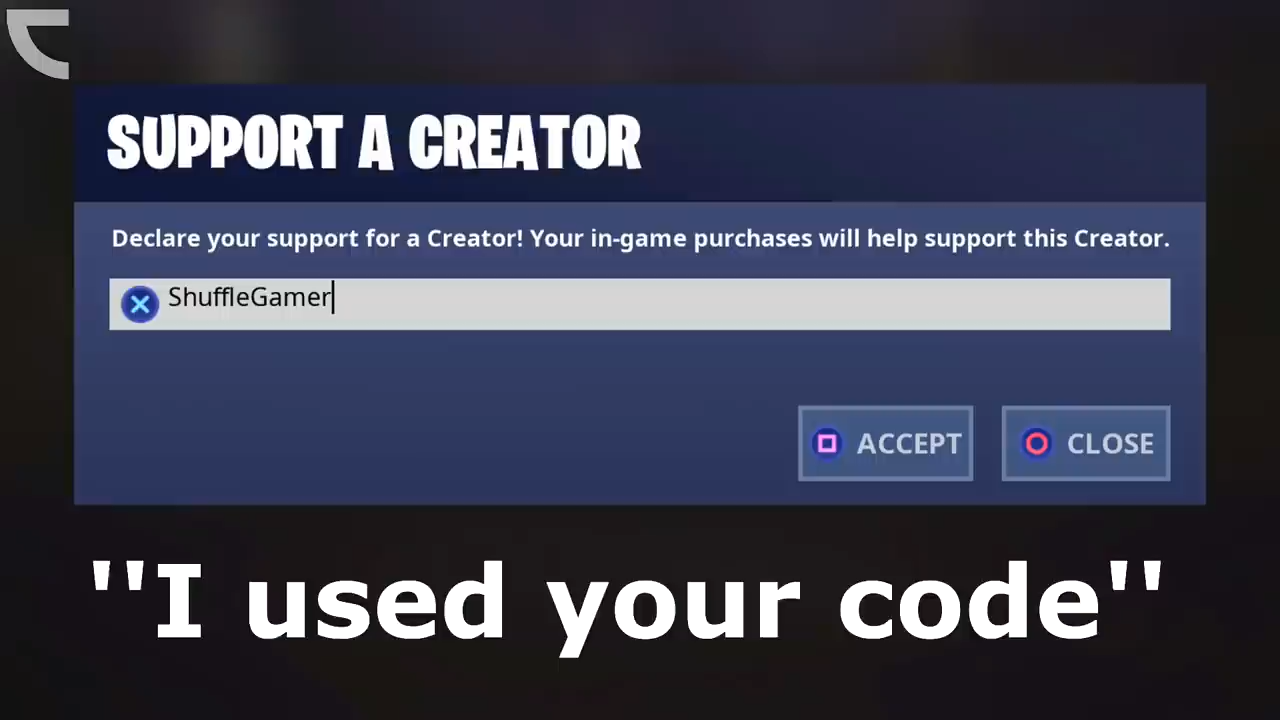 SUPPORT A CREATOR
Declare your support for a Creator! Your in-game purchases will help support this Creator.
ShuffleGamer
ACCEPT
CLOSE
''I used your code''